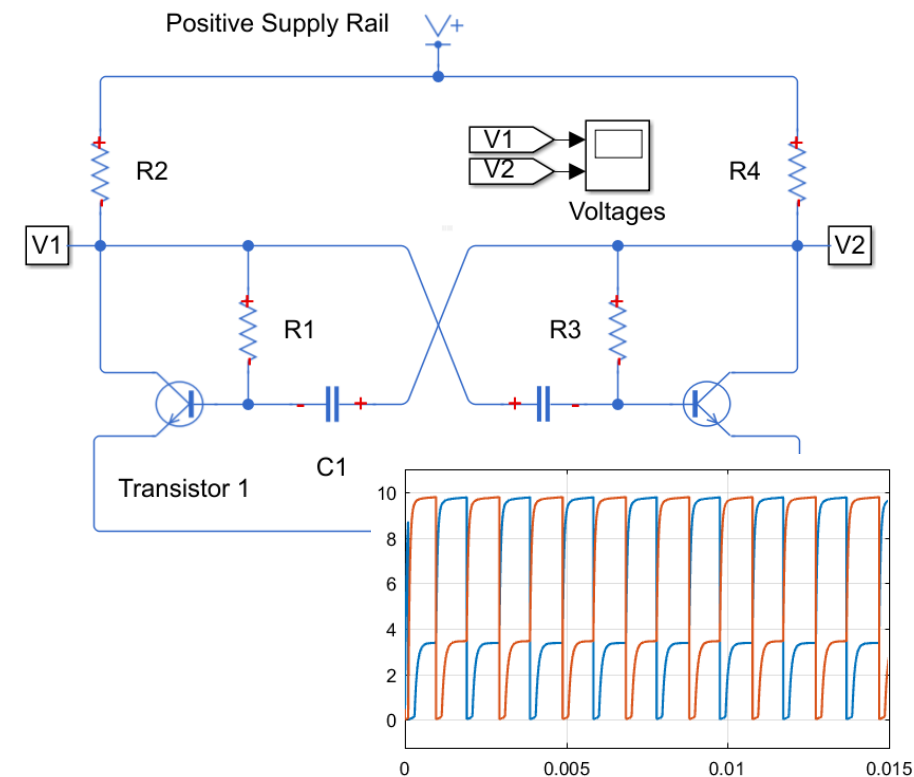 Positive Supply Rail
V+
V1
V2
R2
R4
Voltages
V1
V2
R1
R3
C1
Transistor 1
10
8
6
4
2
0
0
0.005
0.01
0.015